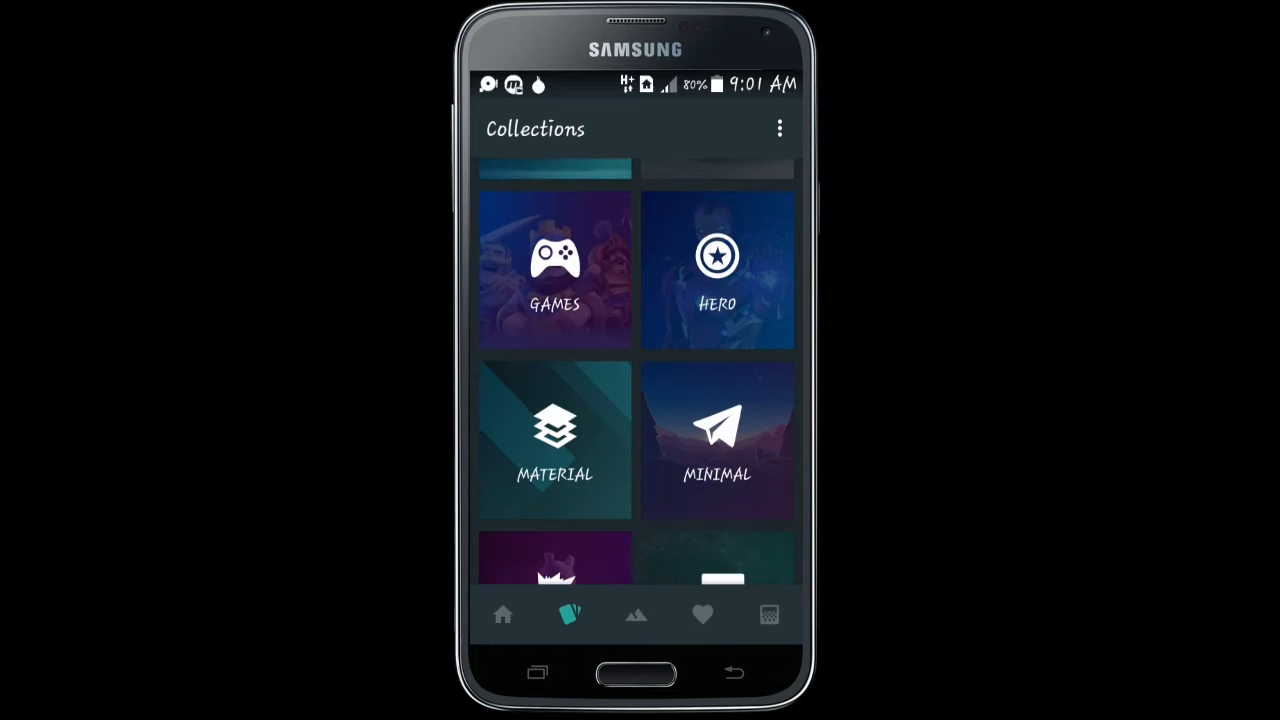 SAMSUNG
H+ 80% 9:01 AM
Collections
GAMES
HERO
MATERIAL
MINIMAL